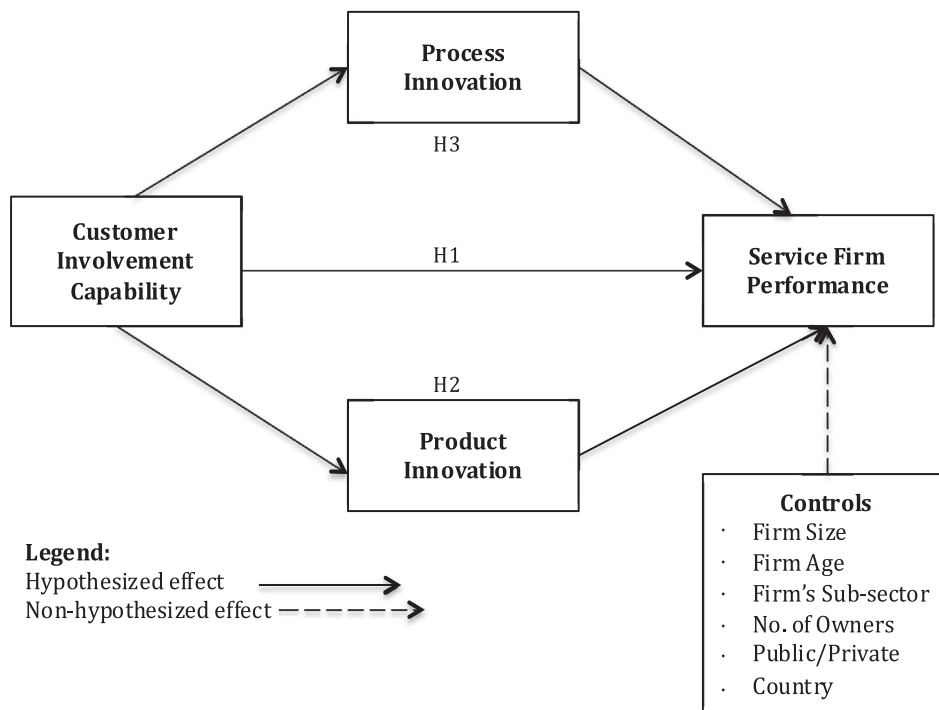 Process
Innovation
H3
Customer
Involvement
Capability
H1
Service Firm
Performance
H2
Product
Innovation
Controls
· Firm Size
· Firm Age
· Firm's Sub-sector
· No. of Owners
· Public/Private
· Country
Legend:
Hypothesized effect
Non-hypothesized effect